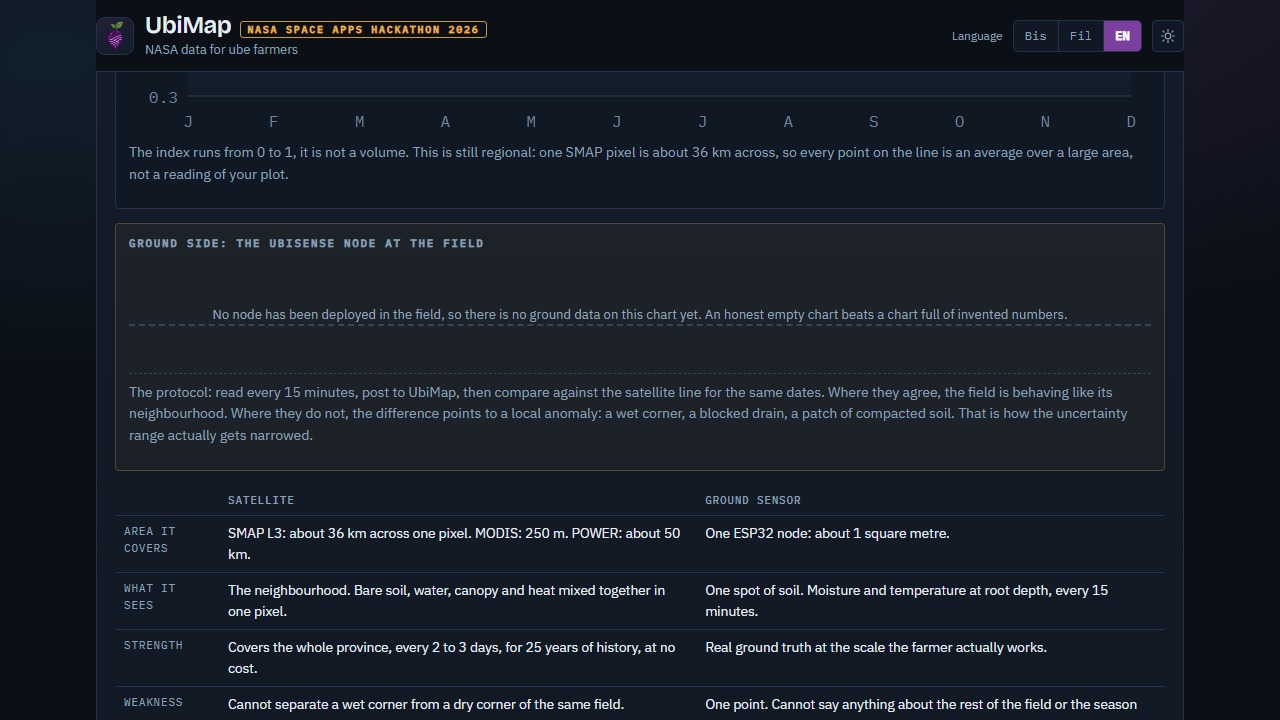 UbiMap NASA SPACE APPS HACKATHON 2026
NASA data for ube farmers
Language Bis Fil EN
0.3
J F M A M J J A S O N D
The index runs from 0 to 1, it is not a volume. This is still regional: one SMAP pixel is about 36 km across, so every point on the line is an average over a large area,
not a reading of your plot.
GROUND SIDE: THE UBISENSE NODE AT THE FIELD
No node has been deployed in the field, so there is no ground data on this chart yet. An honest empty chart beats a chart full of invented numbers.
The protocol: read every 15 minutes, post to UbiMap, then compare against the satellite line for the same dates. Where they agree, the field is behaving like its
neighbourhood. Where they do not, the difference points to a local anomaly: a wet corner, a blocked drain, a patch of compacted soil. That is how the uncertainty
range actually gets narrowed.
SATELLITE GROUND SENSOR
AREA IT
COVERS
SMAP L3: about 36 km across one pixel. MODIS: 250 m. POWER: about 50
km.
One ESP32 node: about 1 square metre.
WHAT IT
SEES
The neighbourhood. Bare soil, water, canopy and heat mixed together in
one pixel.
One spot of soil. Moisture and temperature at root depth, every 15
minutes.
STRENGTH
Covers the whole province, every 2 to 3 days, for 25 years of history, at no
cost.
Real ground truth at the scale the farmer actually works.
WEAKNESS
Cannot separate a wet corner from a dry corner of the same field.
One point. Cannot say anything about the rest of the field or the season